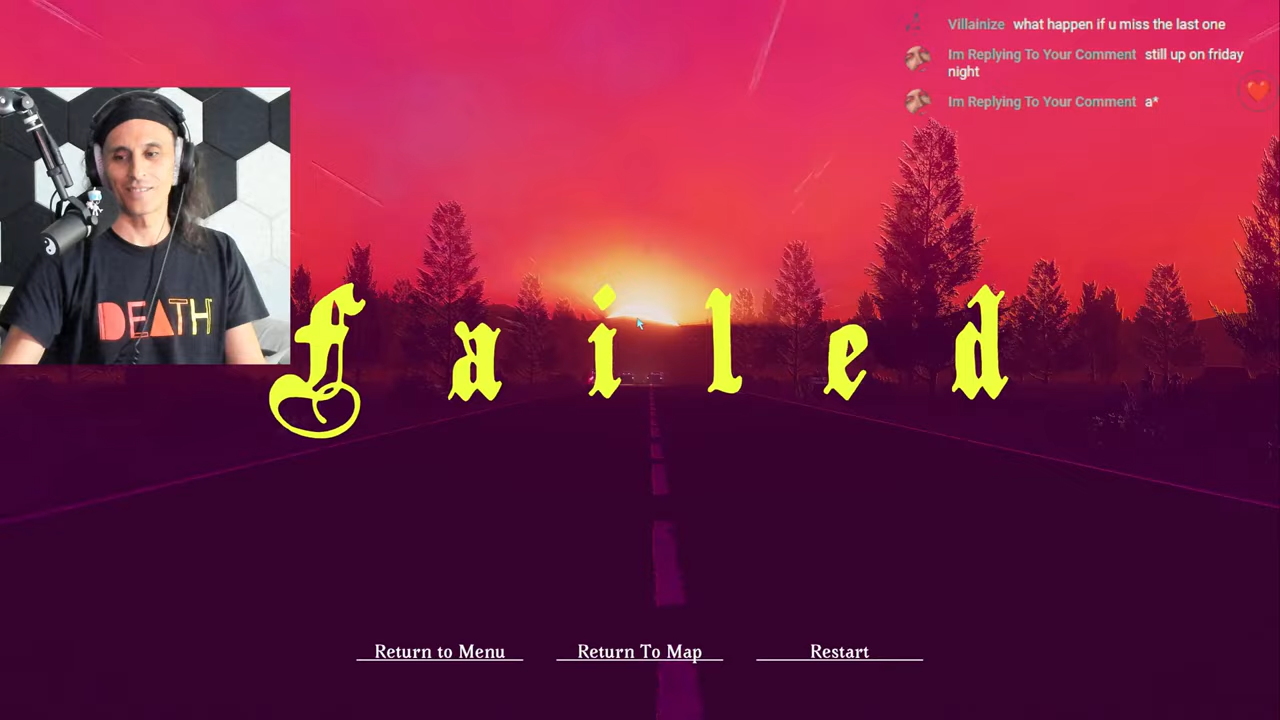 Villainize what happen if u miss the last one
Im Replying To Your Comment still up on friday
night
Im Replying To Your Comment a*
DEATH
Failed
Return to Menu
Return To Map
Restart